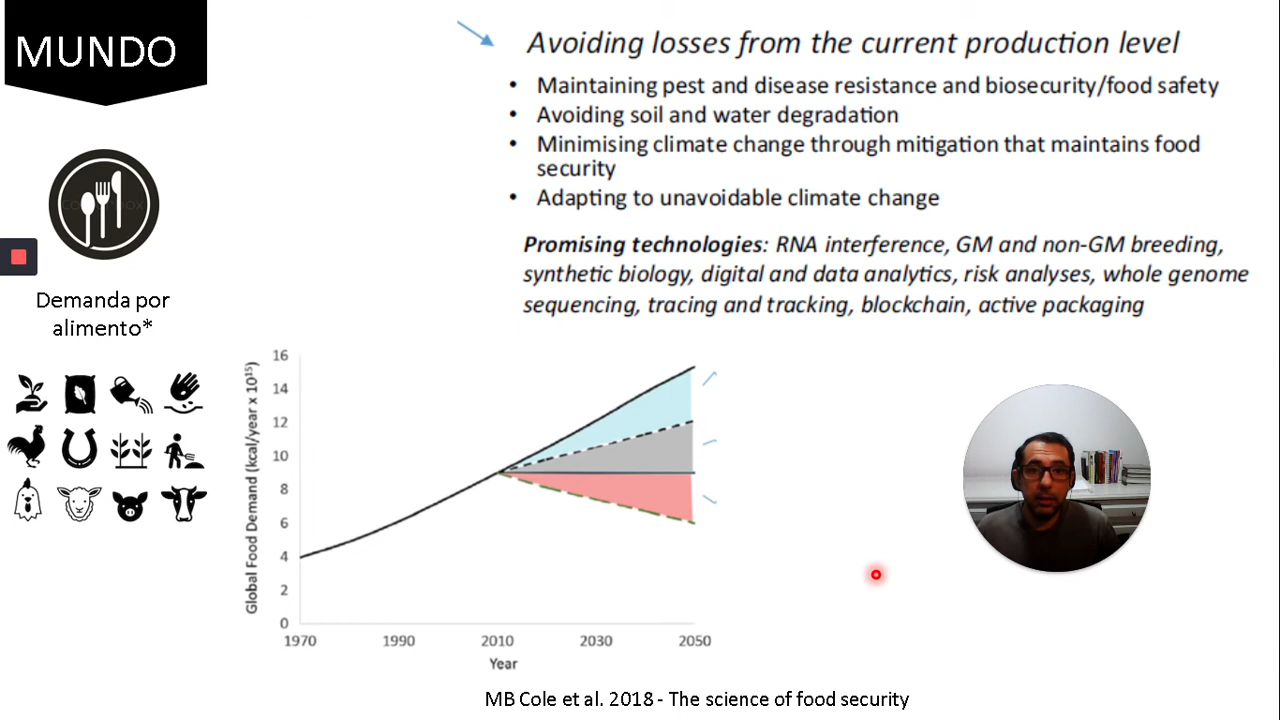 MUNDO
Demanda por
alimento*
Avoiding losses from the current production level
• Maintaining pest and disease resistance and biosecurity/food safety
• Avoiding soil and water degradation
• Minimising climate change through mitigation that maintains food
security
• Adapting to unavoidable climate change
Promising technologies: RNA interference, GM and non-GM breeding,
synthetic biology, digital and data analytics, risk analyses, whole genome
sequencing, tracing and tracking, blockchain, active packaging
Global Food Demand (kcal/year x 10¹⁵)
16
14
12
10
8
6
4
2
0
1970 1990 2010 2030 2050
Year
MB Cole et al. 2018 - The science of food security